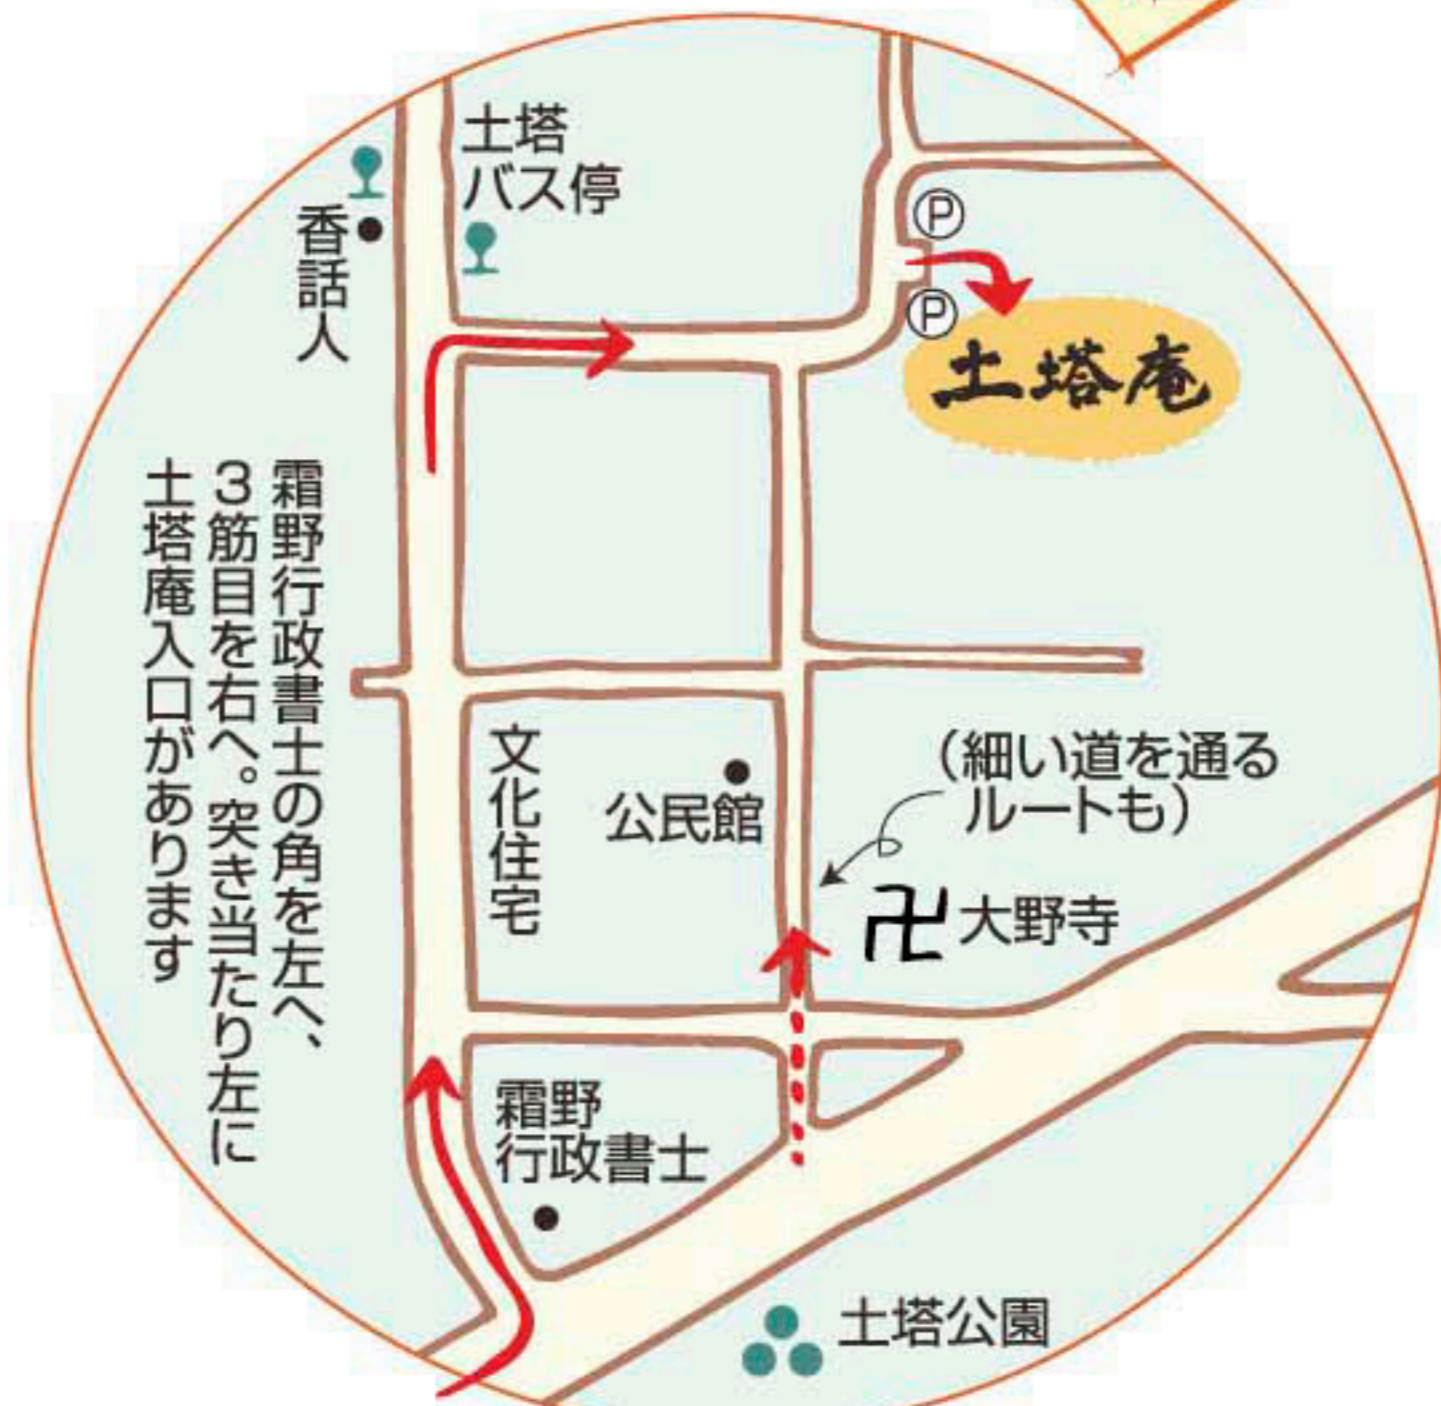 土塔
バス停
香話人
Ⓟ
Ⓟ
土塔庵
霜野行政書士の角を左へ、
3筋目を右へ。突き当たり左に
土塔庵入口があります
文化住宅
公民館
（細い道を通る
ルートも）
卍大野寺
霜野
行政書士
土塔公園